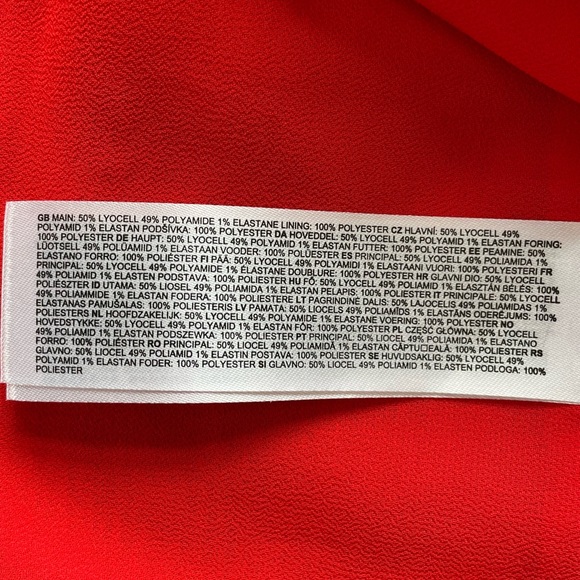 GB MAIN: 50% LYOCELL 49% POLYAMIDE 1% ELASTANE LINING: 100% POLYESTER CZ HLAVNÍ: 50% LYOCELL 49%
POLYAMID 1% ELASTAN PODŠÍVKA: 100% POLYESTER DA HOVEDDEL: 50% LYOCELL 49% POLYAMID 1% ELASTAN FORING:
100% POLYESTER DE HAUPT: 50% LYOCELL 49% POLYAMID 1% ELASTAN FUTTER: 100% POLYESTER EE PEAMINE: 50%
LÜOTSELL 49% POLÜAMIID 1% ELASTAAN VOODER: 100% POLÜESTER ES PRINCIPAL: 50% LYOCELL 49% POLIAMIDA 1%
ELASTANO FORRO: 100% POLIÉSTER FI PÄÄ: 50% LYOCELL 49% POLYAMIDI 1% ELASTAANI VUORI: 100% POLYESTERI FR
PRINCIPAL: 50% LYOCELL 49% POLYAMIDE 1% ÉLASTANE DOUBLURE: 100% POLYESTER HR GLAVNI DIO: 50% LYOCELL
49% POLIAMID 1% ELASTEN PODSTAVA: 100% POLIESTER HU FŐ: 50% LYOCELL 49% POLIAMID 1% ELASZTÁN BÉLÉS: 100%
POLIÉSZTER ID UTAMA: 50% LIOSEL 49% POLIAMIDA 1% ELASTAN PELAPIS: 100% POLIESTER IT PRINCIPALE: 50% LYOCELL
49% POLIAMMIDE 1% ELASTAN FODERA: 100% POLIESTERE LT PAGRINDINĖ DALIS: 50% LAJOCELIS 49% POLIAMIDAS 1%
ELASTANAS PAMUŠALAS: 100% POLIESTERIS LV PAMATA: 50% LIOCELS 49% POLIAMĪDS 1% ELASTĀNS ODERĒJUMS: 100%
POLIESTERS NL HOOFDZAKELIJK: 50% LYOCELL 49% POLYAMIDE 1% ELASTANE VOERING: 100% POLYESTER NO
HOVEDSTYKKE: 50% LYOCELL 49% POLYAMID 1% ELASTAN FÔR: 100% POLYESTER PL CZĘŚĆ GŁÓWNA: 50% LYOCELL
49% POLIAMID 1% ELASTAN PODSZEWKA: 100% POLIESTER PT PRINCIPAL: 50% LIOCEL 49% POLIAMIDA 1% ELASTANO
FORRO: 100% POLIÉSTER RO PRINCIPAL: 50% LIOCEL 49% POLIAMIDĂ 1% ELASTAN CĂPTU□EALĂ: 100% POLIESTER RS
GLAVNO: 50% LIOCEL 49% POLIAMID 1% ELASTIN POSTAVA: 100% POLIESTER SE HUVUDSAKLIG: 50% LYOCELL 49%
POLYAMID 1% ELASTAN FODER: 100% POLYESTER SI GLAVNO: 50% LIOCEL 49% POLIAMID 1% ELASTEN PODLOGA: 100%
POLIESTER